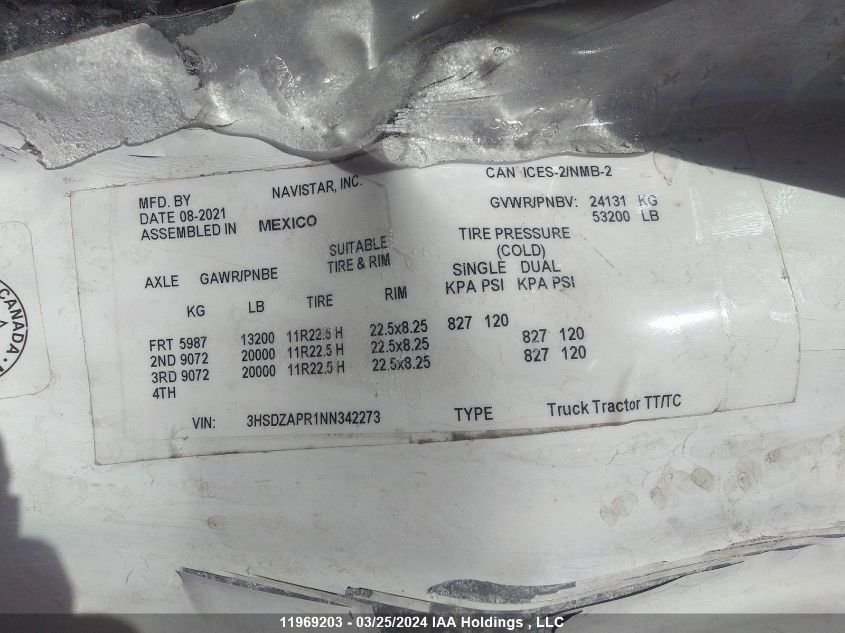 MFD. BY NAVISTAR, INC. CAN ICES-2/NMB-2
DATE 08-2021 GVWR/PNBV: 24131 KG
ASSEMBLED IN MEXICO 53200 LB
TIRE PRESSURE
(COLD)
SUITABLE
TIRE & RIM
SINGLE DUAL
AXLE GAWR/PNBE
KPA PSI KPA PSI
KG LB TIRE RIM
FRT 5987 13200 11R22.5 H 22.5x8.25 827 120
2ND 9072 20000 11R22.5 H 22.5x8.25 827 120
3RD 9072 20000 11R22.5 H 22.5x8.25 827 120
4TH
VIN: 3HSDZAPR1NN342273 TYPE Truck Tractor TT/TC
CANADA
11969203 - 03/25/2024 IAA Holdings , LLC